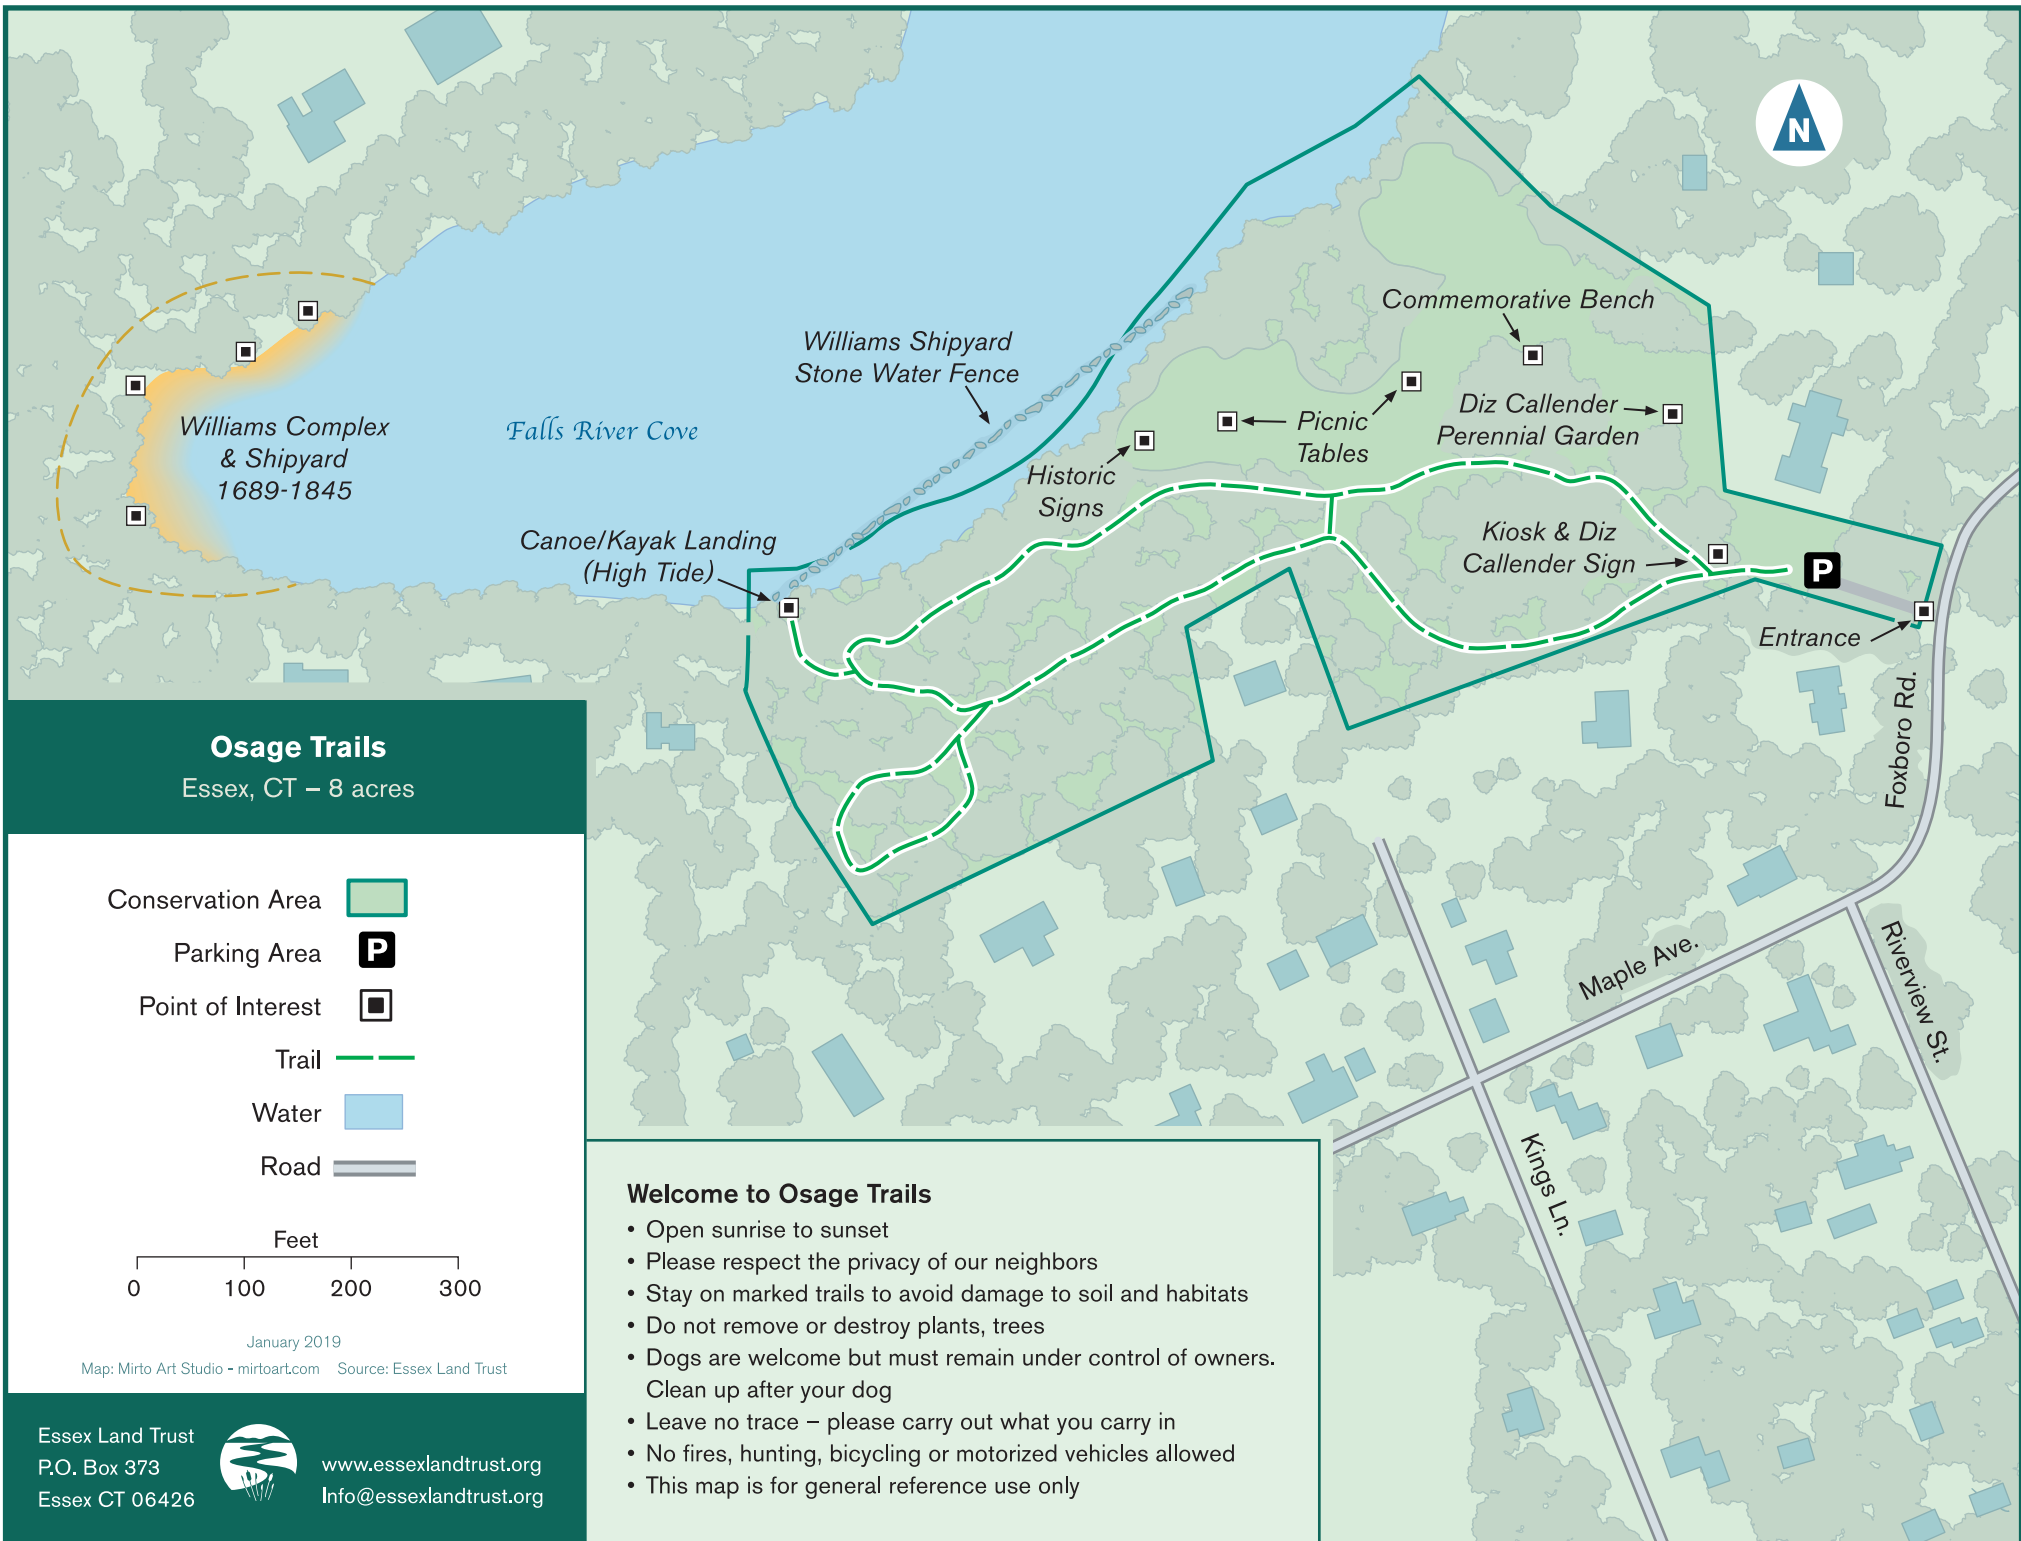 N
Commemorative Bench
Williams Shipyard
Stone Water Fence
Diz Callender
Perennial Garden
Picnic
Tables
Williams Complex
& Shipyard
1689-1845
Falls River Cove
Historic
Signs
Canoe/Kayak Landing
(High Tide)
Kiosk & Diz
Callender Sign
P
Entrance
Foxboro Rd.
Maple Ave.
Riverview St.
Kings Ln.
Osage Trails
Essex, CT – 8 acres
Conservation Area
Parking Area P
Point of Interest
Trail
Water
Road
Feet
0 100 200 300
January 2019
Map: Mirto Art Studio - mirtoart.com Source: Essex Land Trust
Essex Land Trust
P.O. Box 373
Essex CT 06426
www.essexlandtrust.org
Info@essexlandtrust.org
Welcome to Osage Trails
• Open sunrise to sunset
• Please respect the privacy of our neighbors
• Stay on marked trails to avoid damage to soil and habitats
• Do not remove or destroy plants, trees
• Dogs are welcome but must remain under control of owners.
Clean up after your dog
• Leave no trace – please carry out what you carry in
• No fires, hunting, bicycling or motorized vehicles allowed
• This map is for general reference use only